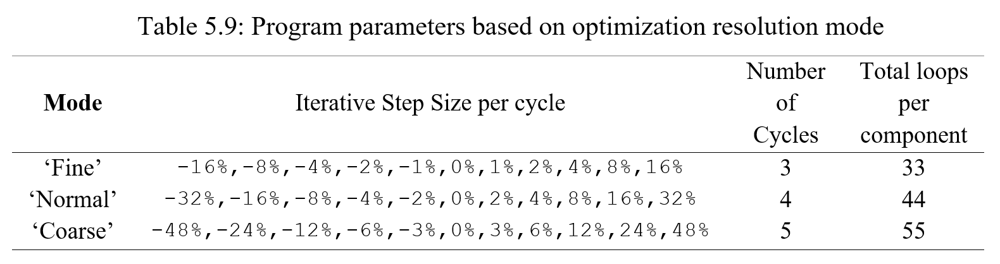 Table 5.9: Program parameters based on optimization resolution mode
Mode Iterative Step Size per cycle Number of Cycles Total loops per component
‘Fine’ -16%,-8%,-4%,-2%,-1%,0%,1%,2%,4%,8%,16% 3 33
‘Normal’ -32%,-16%,-8%,-4%,-2%,0%,2%,4%,8%,16%,32% 4 44
‘Coarse’ -48%,-24%,-12%,-6%,-3%,0%,3%,6%,12%,24%,48% 5 55